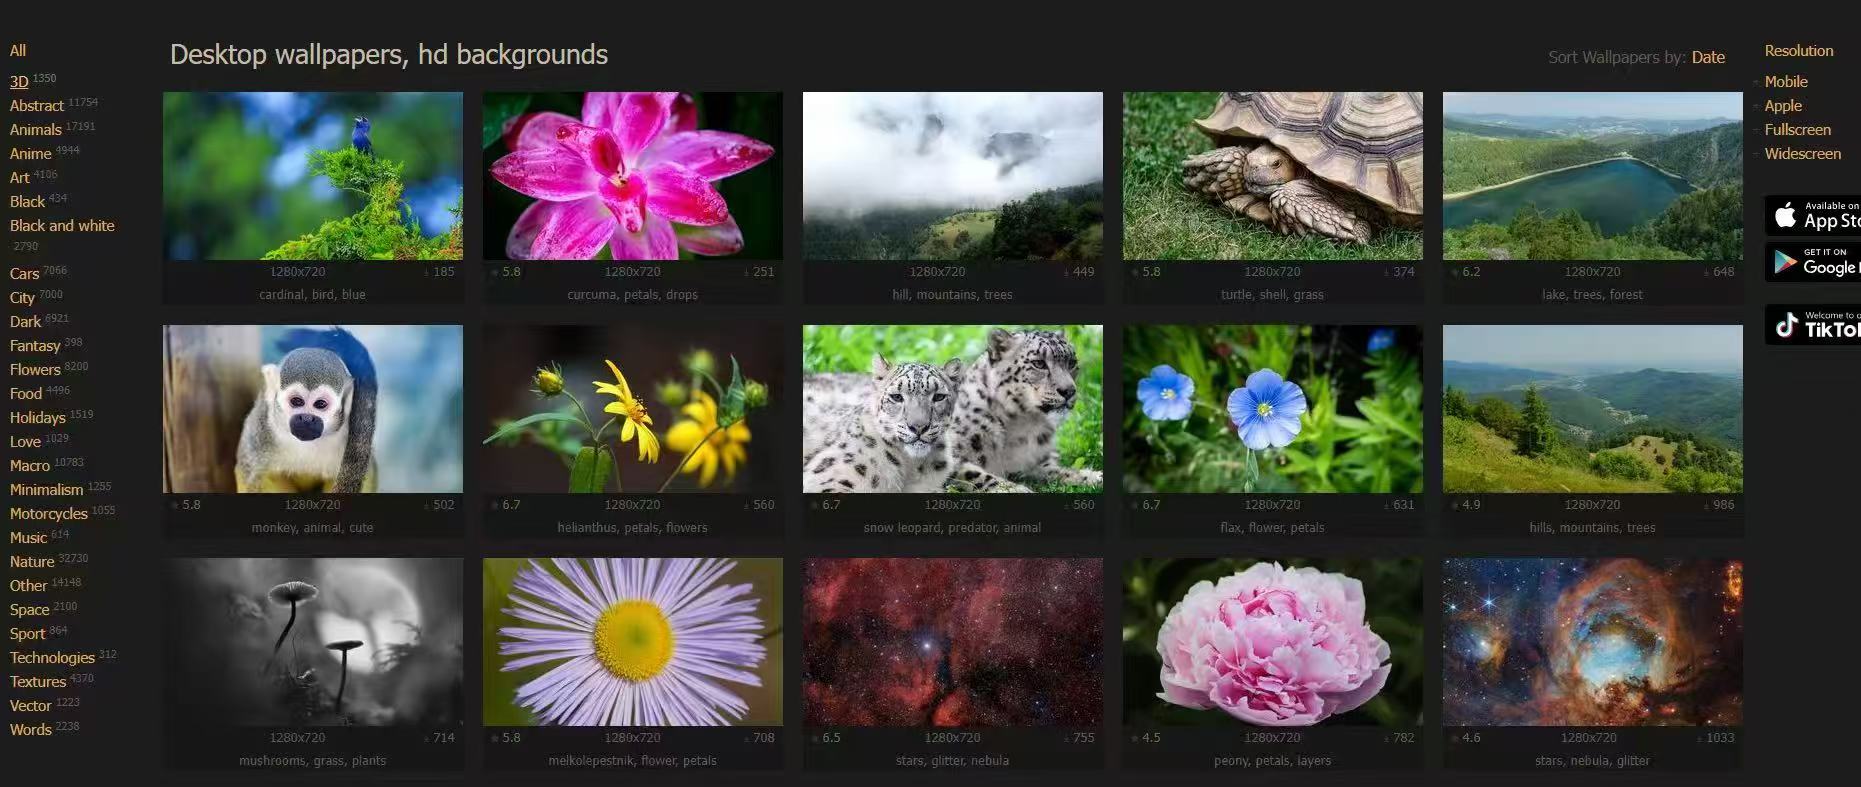 All
3D 1350
Abstract 11754
Animals 17191
Anime 4944
Art 4106
Black 434
Black and white
2790
Cars 7066
City 7000
Dark 6921
Fantasy 398
Flowers 8200
Food 4496
Holidays 1519
Love 1029
Macro 10783
Minimalism 1255
Motorcycles 1055
Music 614
Nature 32730
Other 14148
Space 2100
Sport 864
Technologies 312
Textures 4370
Vector 1223
Words 2238
Desktop wallpapers, hd backgrounds
Sort Wallpapers by: Date
1280x720 185
cardinal, bird, blue
5.8 1280x720 251
curcuma, petals, drops
1280x720 449
hill, mountains, trees
5.8 1280x720 374
turtle, shell, grass
6.2 1280x720 648
lake, trees, forest
5.8 1280x720 502
monkey, animal, cute
6.7 1280x720 560
helianthus, petals, flowers
6.7 1280x720 560
snow leopard, predator, animal
6.7 1280x720 631
flax, flower, petals
4.9 1280x720 986
hills, mountains, trees
1280x720 714
mushrooms, grass, plants
5.8 1280x720 708
melkolepestnik, flower, petals
6.5 1280x720 755
stars, glitter, nebula
4.5 1280x720 782
peony, petals, layers
4.6 1280x720 1033
stars, nebula, glitter
Resolution
Mobile
Apple
Fullscreen
Widescreen
Available on
App Sto
GET IT ON
Google
Welcome to
TikTo